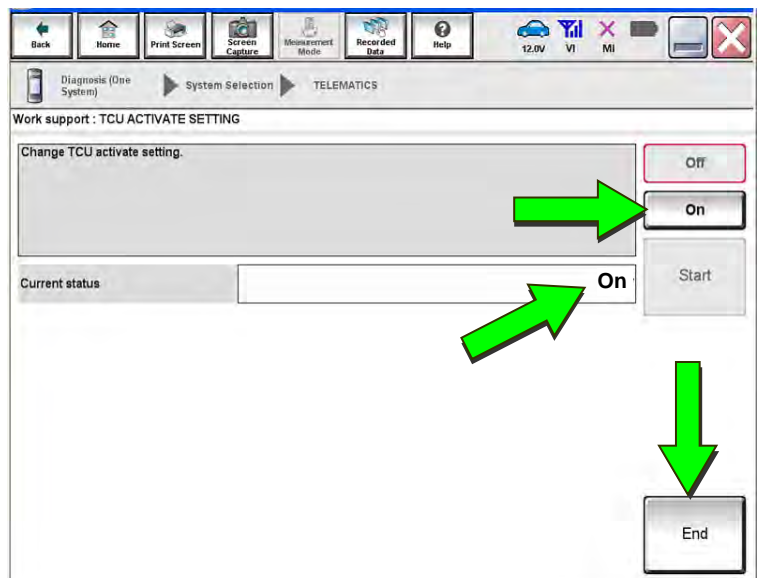 Back
Home
Print Screen
Screen
Capture
Measurement
Mode
Recorded
Data
Help
12.0V
VI
MI
Diagnosis (One
System)
System Selection
TELEMATICS
Work support : TCU ACTIVATE SETTING
Change TCU activate setting.
Off
On
Current status
On
Start
End